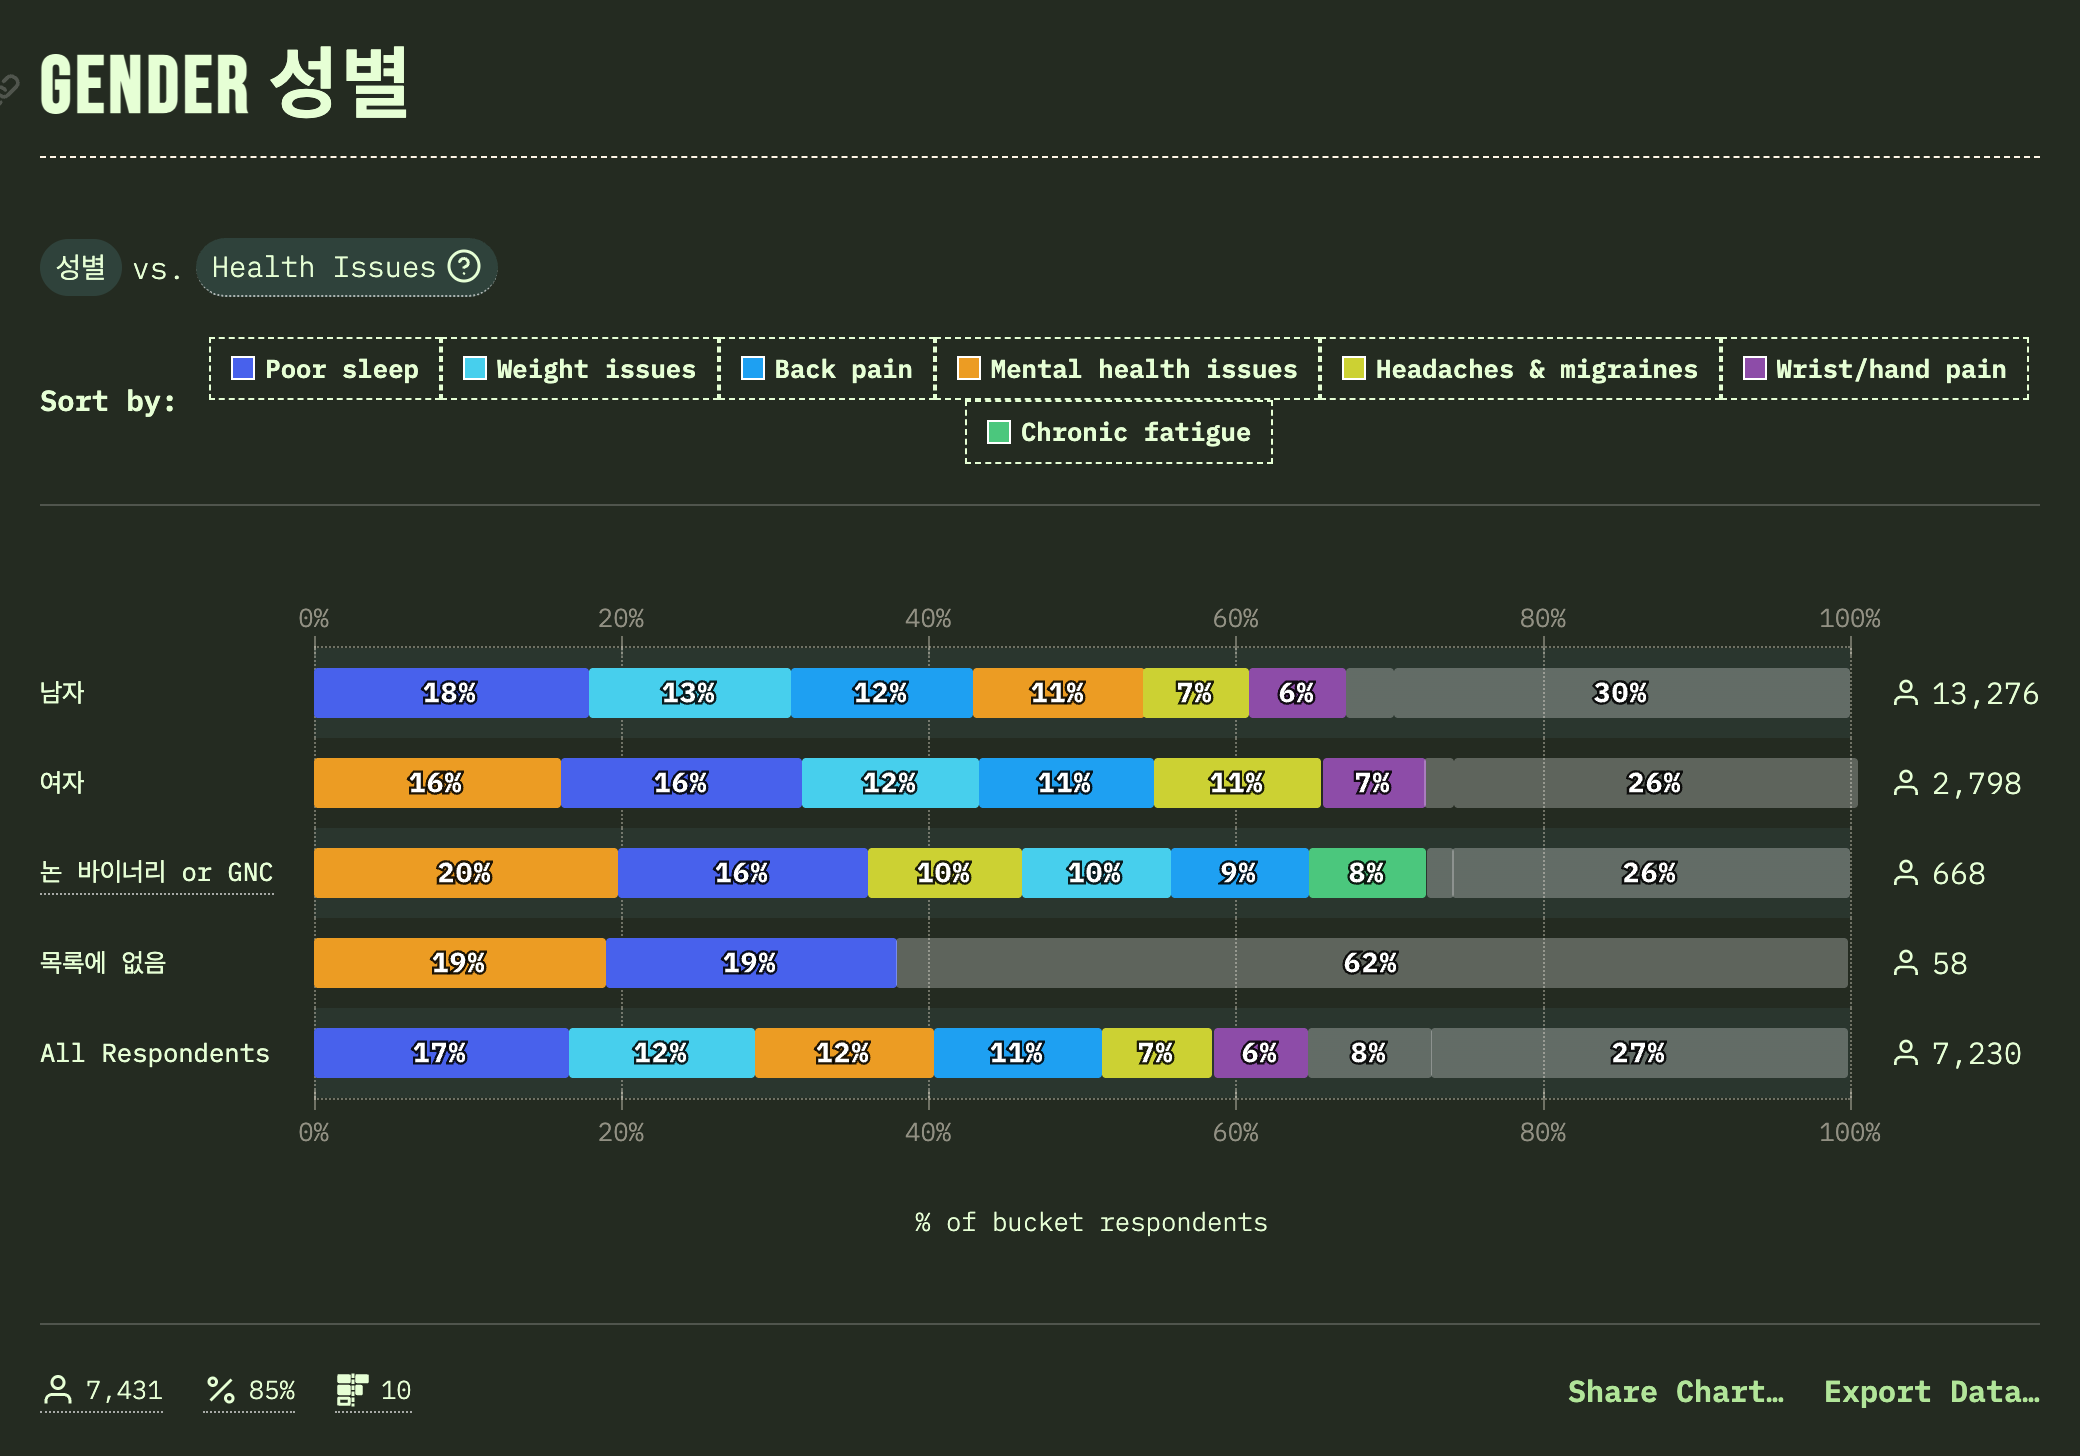 GENDER 성별
성별 vs. Health Issues ?
Poor sleep Weight issues Back pain Mental health issues Headaches & migraines Wrist/hand pain
Sort by:
Chronic fatigue
0% 20% 40% 60% 80% 100%
남자 18% 13% 12% 11% 7% 6% 30% 13,276
여자 16% 16% 12% 11% 11% 7% 26% 2,798
논 바이너리 or GNC 20% 16% 10% 10% 9% 8% 26% 668
목록에 없음 19% 19% 62% 58
All Respondents 17% 12% 12% 11% 7% 6% 8% 27% 7,230
0% 20% 40% 60% 80% 100%
% of bucket respondents
7,431 85% 10 Share Chart… Export Data…